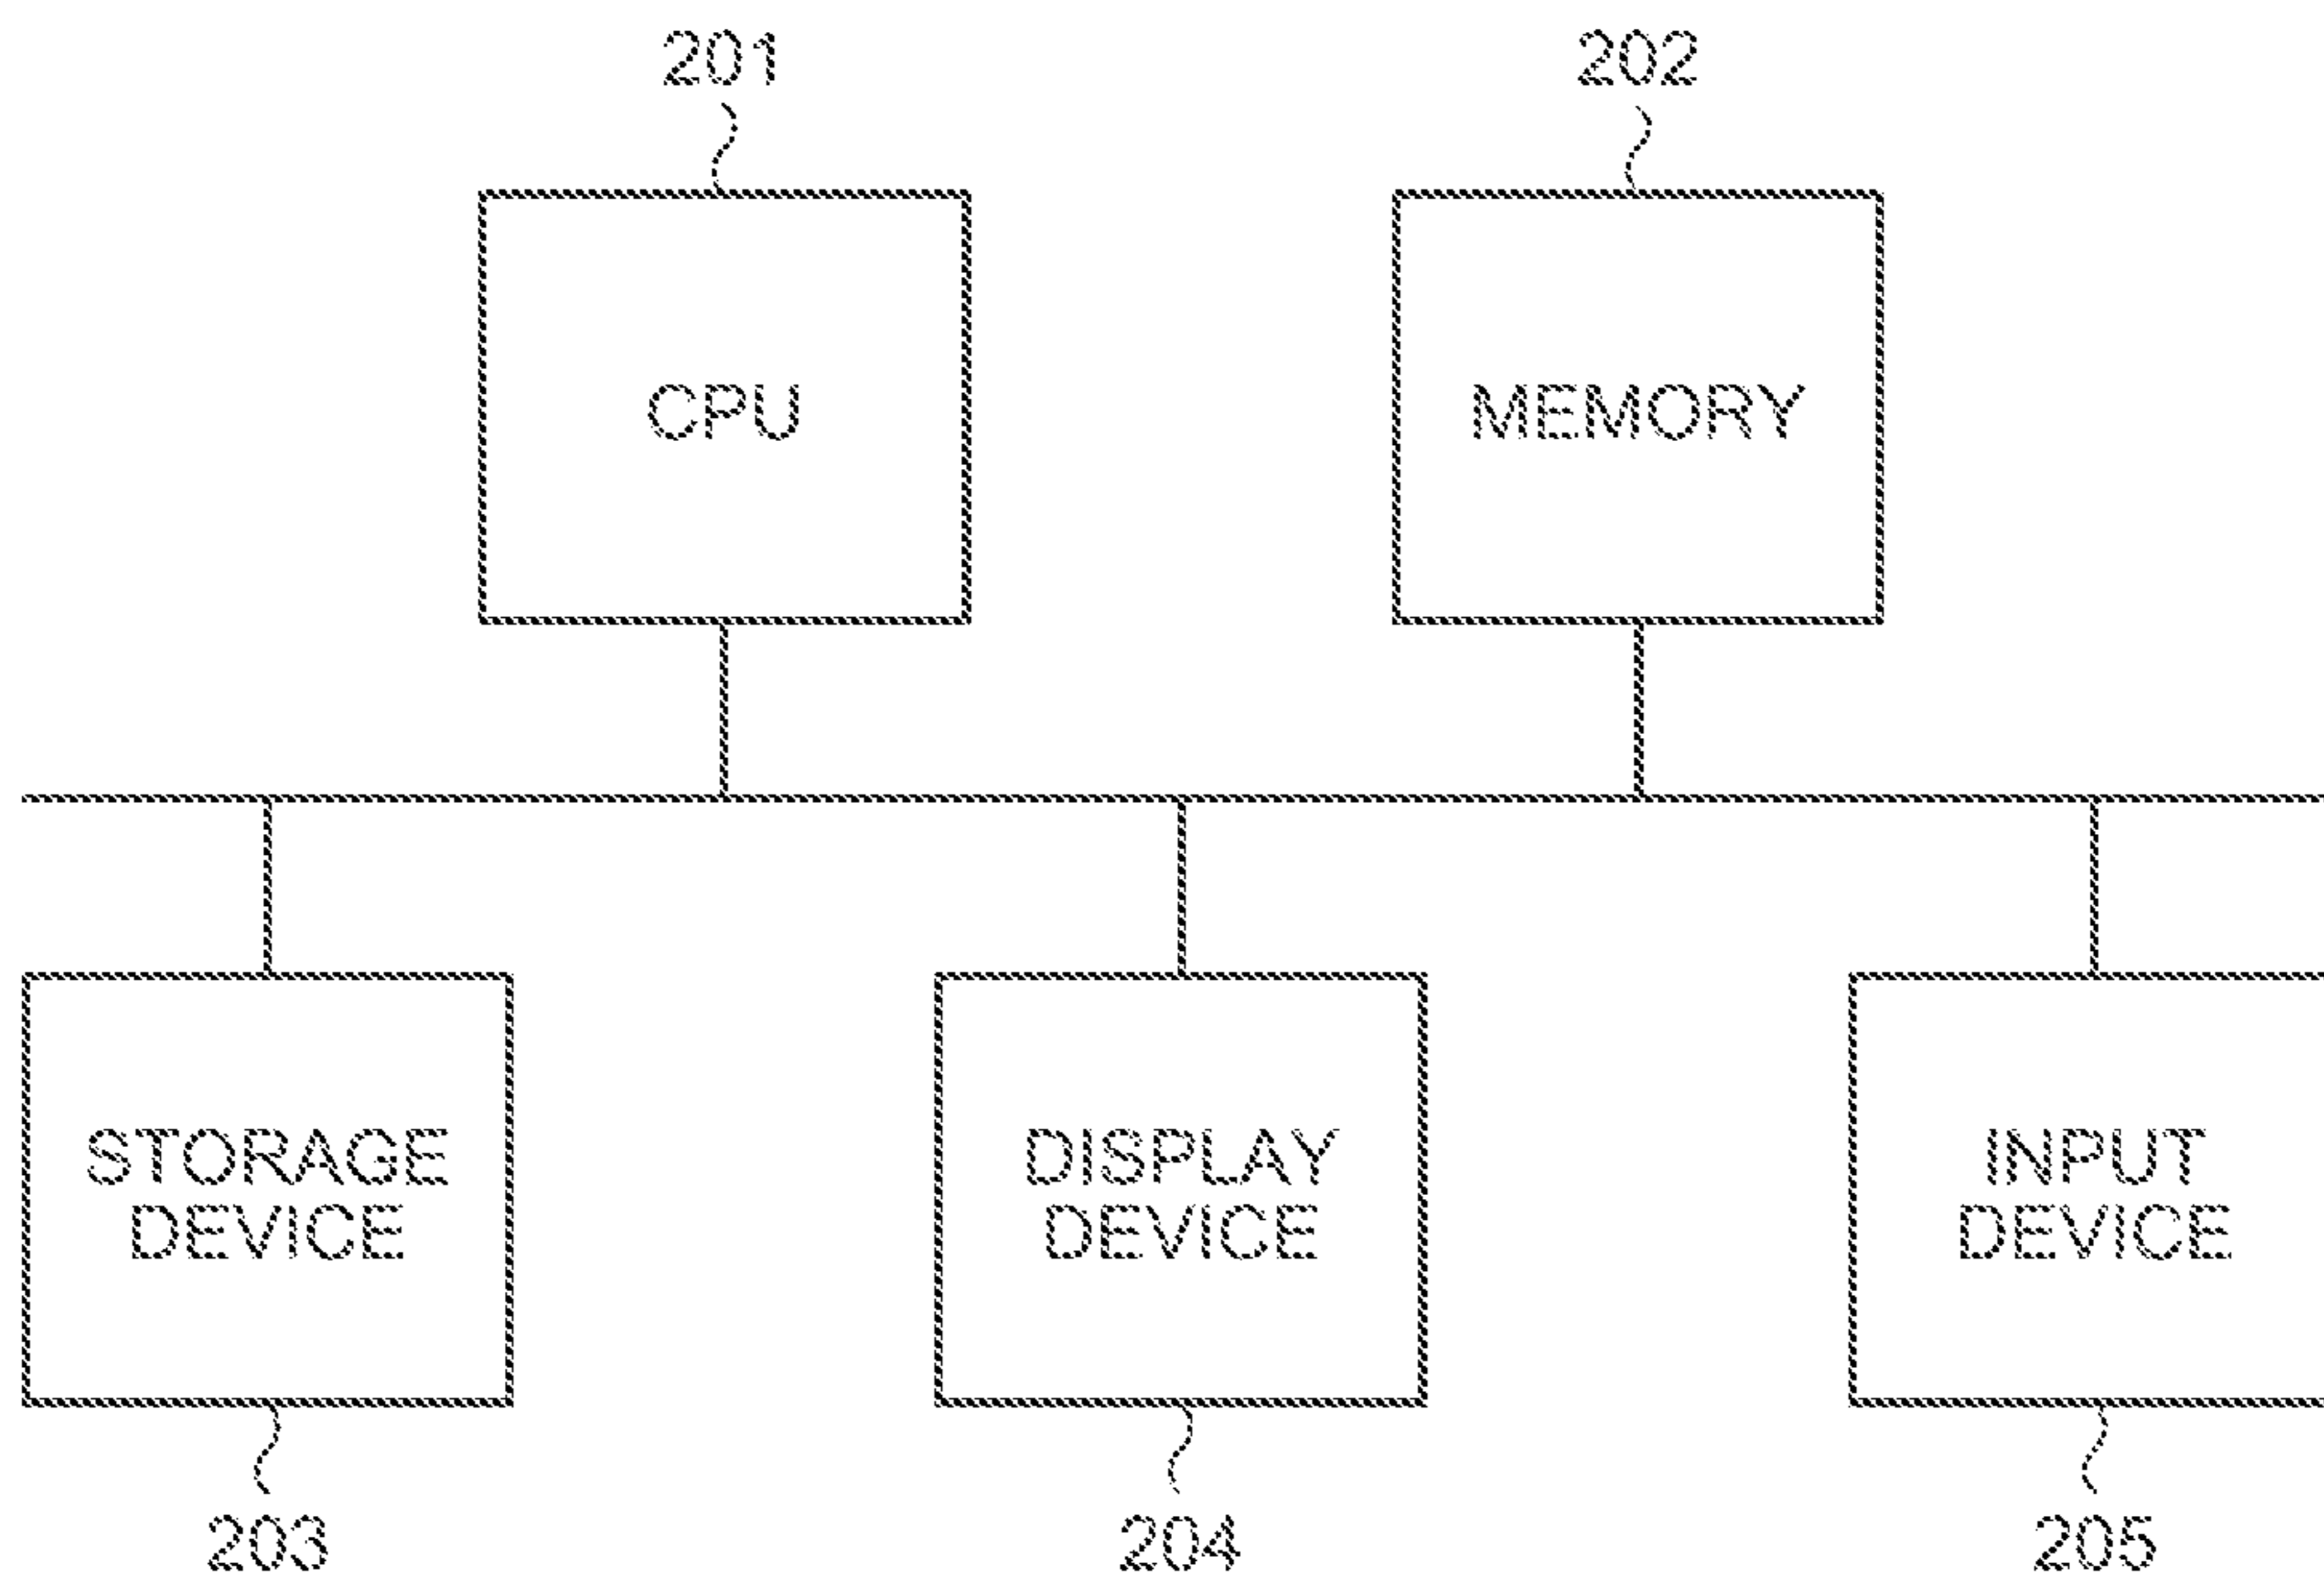 201
202
CPU
MEMORY
STORAGE
DEVICE
DISPLAY
DEVICE
INPUT
DEVICE
203
204
205